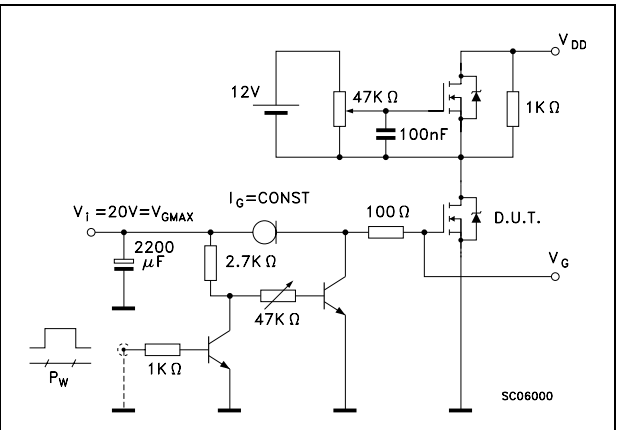 V DD
12V
47K Ω
1K Ω
100nF
I G =CONST
V i =20V=V GMAX
100 Ω
D.U.T.
2200
μF
2.7K Ω
V G
47K Ω
1K Ω
P W
SC06000